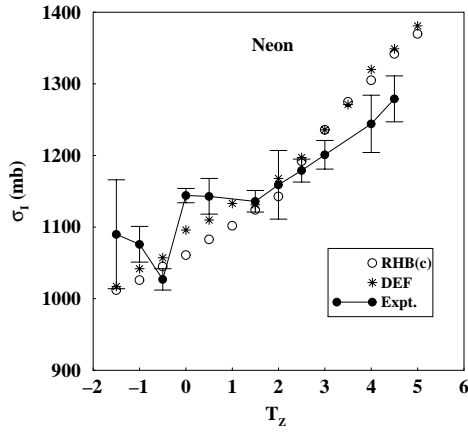 1400
1300
1200
1100
1000
900
σI (mb)
Neon
RHB(c)
DEF
Expt.
−2 −1 0 1 2 3 4 5 6
TZ